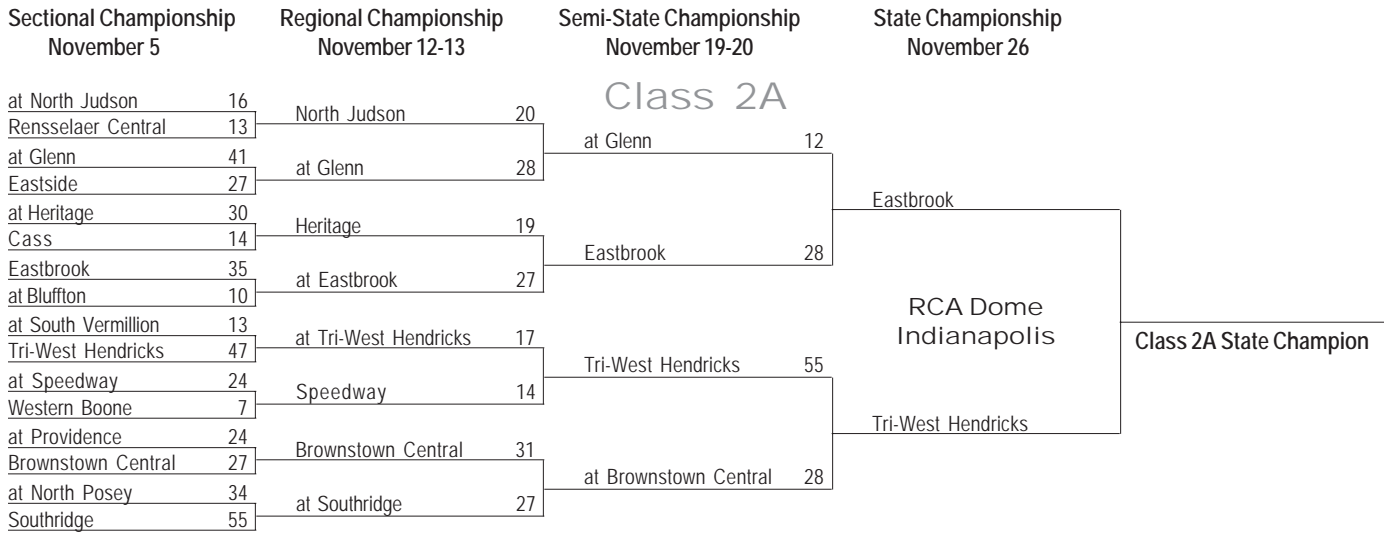 Sectional Championship Regional Championship Semi-State Championship State Championship
November 5 November 12-13 November 19-20 November 26
Class 2A
at North Judson 16
Rensselaer Central 13
at Glenn 41
Eastside 27
at Heritage 30
Cass 14
Eastbrook 35
at Bluffton 10
at South Vermillion 13
Tri-West Hendricks 47
at Speedway 24
Western Boone 7
at Providence 24
Brownstown Central 27
at North Posey 34
Southridge 55
North Judson 20
at Glenn 28
Heritage 19
at Eastbrook 27
at Tri-West Hendricks 17
Speedway 14
Brownstown Central 31
at Southridge 27
at Glenn 12
Eastbrook 28
Tri-West Hendricks 55
at Brownstown Central 28
Eastbrook
RCA Dome
Indianapolis
Tri-West Hendricks
Class 2A State Champion